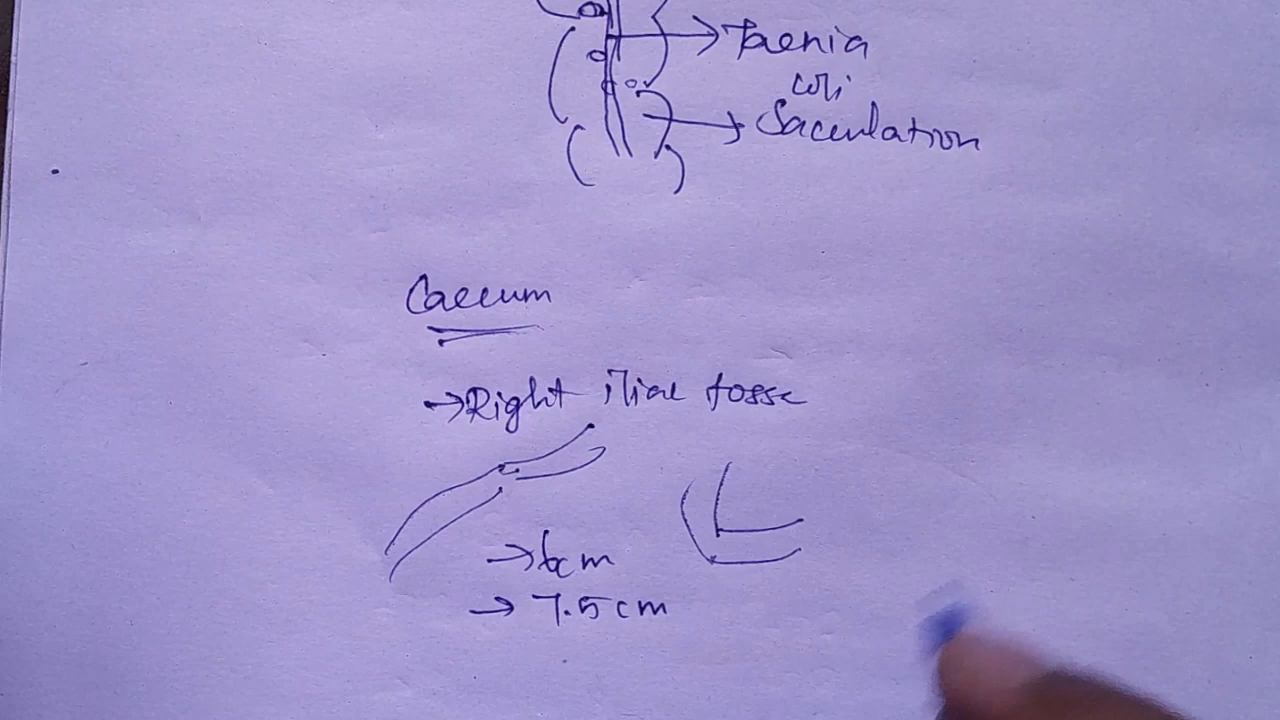 Taenia
coli
Sacculation
Caecum
→Right iliac fossa
→6cm
→7.5cm